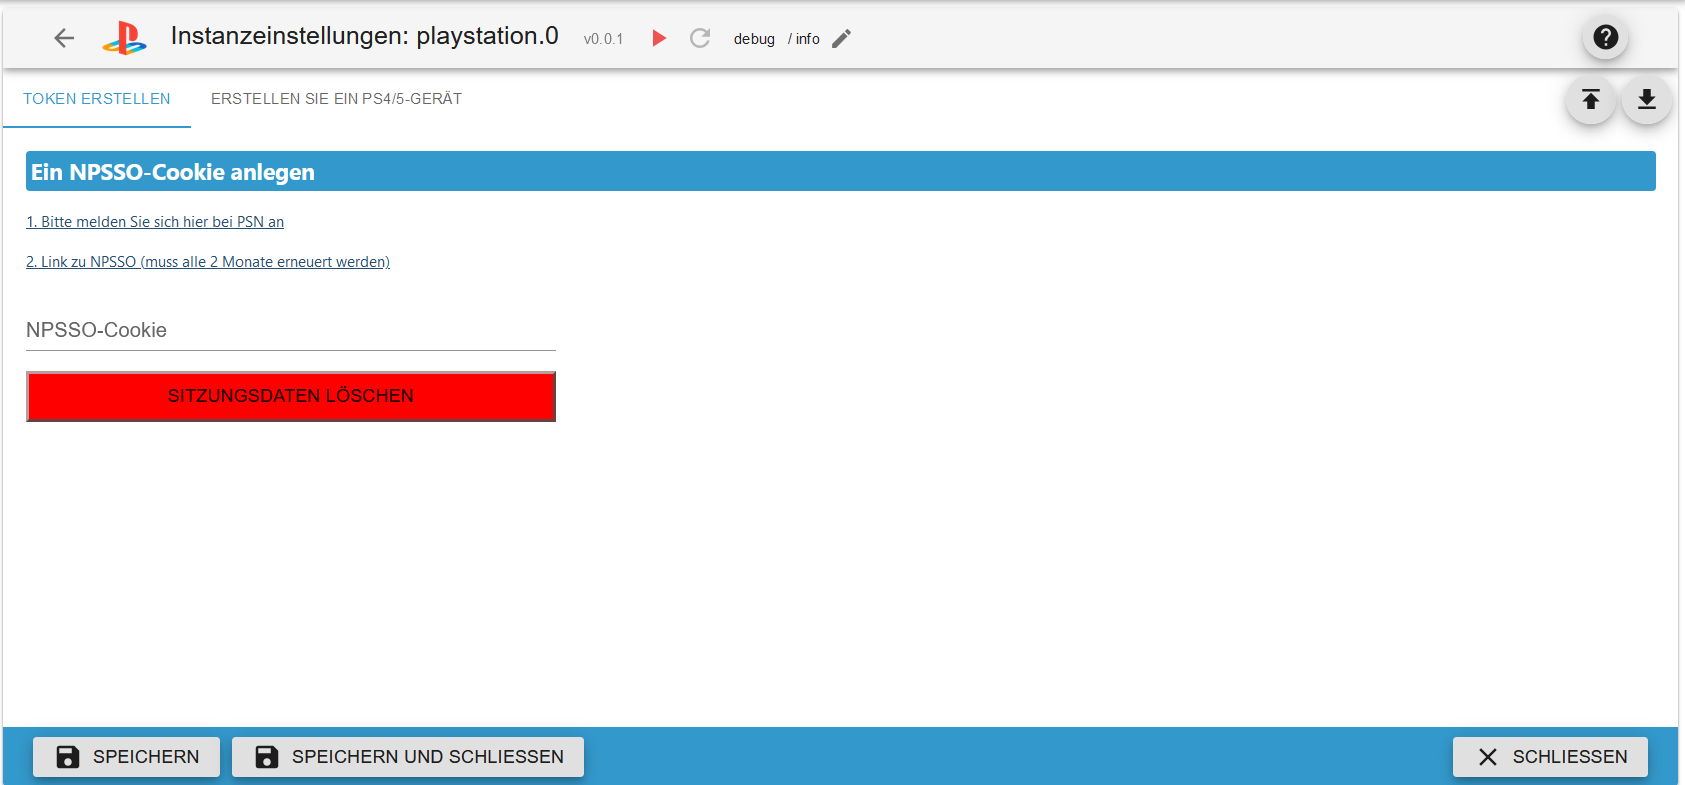 Instanzeinstellungen: playstation.0 v0.0.1 debug / info
TOKEN ERSTELLEN ERSTELLEN SIE EIN PS4/5-GERÄT
Ein NPSSO-Cookie anlegen
1. Bitte melden Sie sich hier bei PSN an
2. Link zu NPSSO (muss alle 2 Monate erneuert werden)
NPSSO-Cookie
SITZUNGSDATEN LÖSCHEN
SPEICHERN SPEICHERN UND SCHLIESSEN SCHLIESSEN